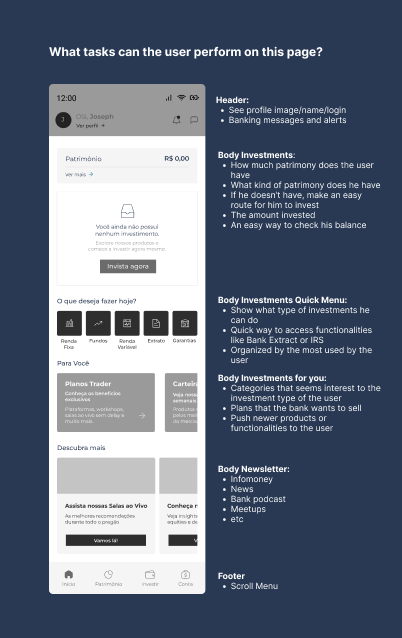 What tasks can the user perform on this page?
12:00
J
Olá, Joseph
Ver perfil →
Patrimônio
R$ 0,00
Ver mais →
Você ainda não possui
nenhum investimento.
Explore nossos produtos e
comece a investir agora mesmo.
Invista agora
O que deseja fazer hoje?
Renda
Fixa
Fundos
Renda
Variável
Extrato
Garantias
Para Você
Planos Trader
Conheça os benefícios
exclusivos
Plataformas, workshops,
salas ao vivo sem delay e
muito mais.
Carteir
Veja nossa
semanais
Produtos
pelos melh
do mercad
Descubra mais
Assista nossas Salas ao Vivo
As melhores recomendações
durante todo o pregão
Vamos lá!
Conheça n
Veja insights
equities e de
V
Início
Patrimônio
Investir
Conta
Header:
• See profile image/name/login
• Banking messages and alerts
Body Investments:
• How much patrimony does the user
have
• What kind of patrimony does he have
• If he doesn't have, make an easy
route for him to invest
• The amount invested
• An easy way to check his balance
Body Investments Quick Menu:
• Show what type of investments he
can do
• Quick way to access functionalities
like Bank Extract or IRS
• Organized by the most used by the
user
Body Investments for you:
• Categories that seems interest to the
investment type of the user
• Plans that the bank wants to sell
• Push newer products or
functionalities to the user
Body Newsletter:
• Infomoney
• News
• Bank podcast
• Meetups
• etc
Footer
• Scroll Menu